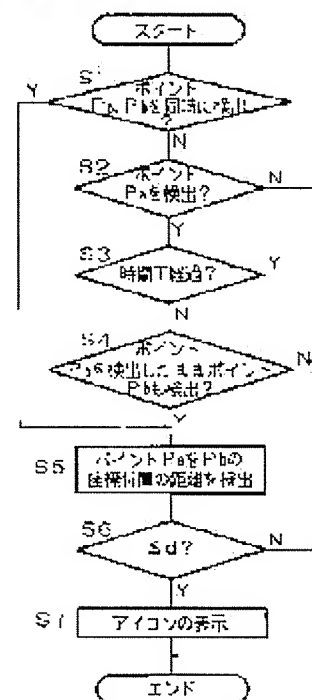 スタート
S1
Y
ポイント
Pa,Pbを同時に検出
?
N
S2
ポイント
Paを検出?
N
Y
S3
時間T経過?
Y
N
S4
ポイント
Paを検出したままポイント
Pbも検出?
N
Y
S5
ポイントPaとPbの
座標位置の距離を検出
S6
≦d?
N
Y
S7
アイコンの表示
エンド